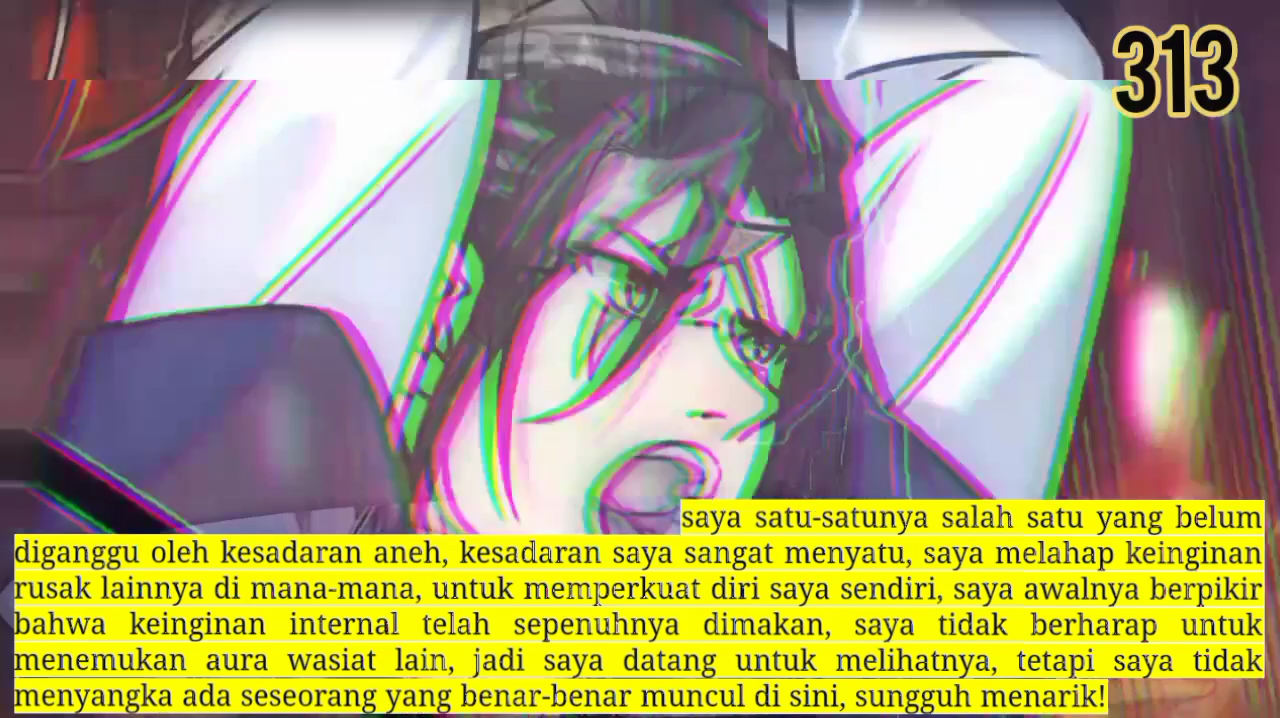 313
saya satu-satunya salah satu yang belum
diganggu oleh kesadaran aneh, kesadaran saya sangat menyatu, saya melahap keinginan
rusak lainnya di mana-mana, untuk memperkuat diri saya sendiri, saya awalnya berpikir
bahwa keinginan internal telah sepenuhnya dimakan, saya tidak berharap untuk
menemukan aura wasiat lain, jadi saya datang untuk melihatnya, tetapi saya tidak
menyangka ada seseorang yang benar-benar muncul di sini, sungguh menarik!